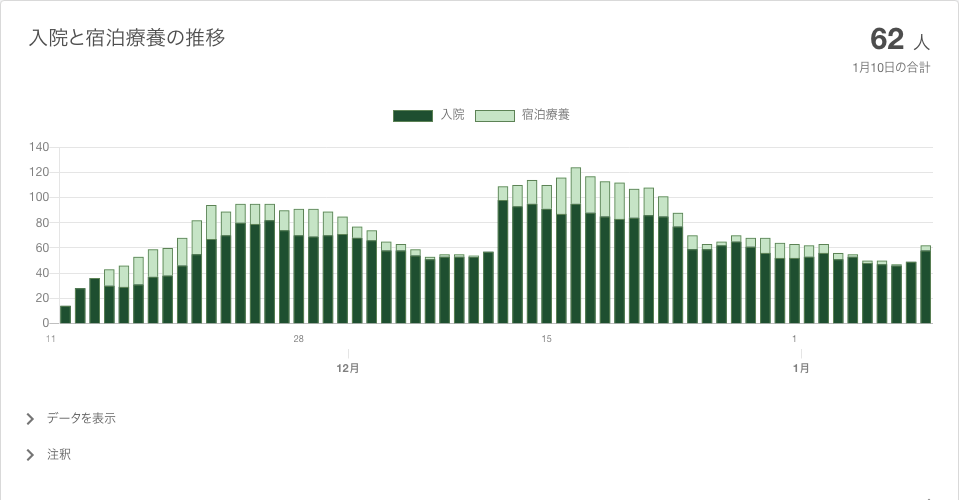 入院と宿泊療養の推移
62 人
1月10日の合計
入院 宿泊療養
140
120
100
80
60
40
20
0
11 28 15 1
12月 1月
データを表示
注釈